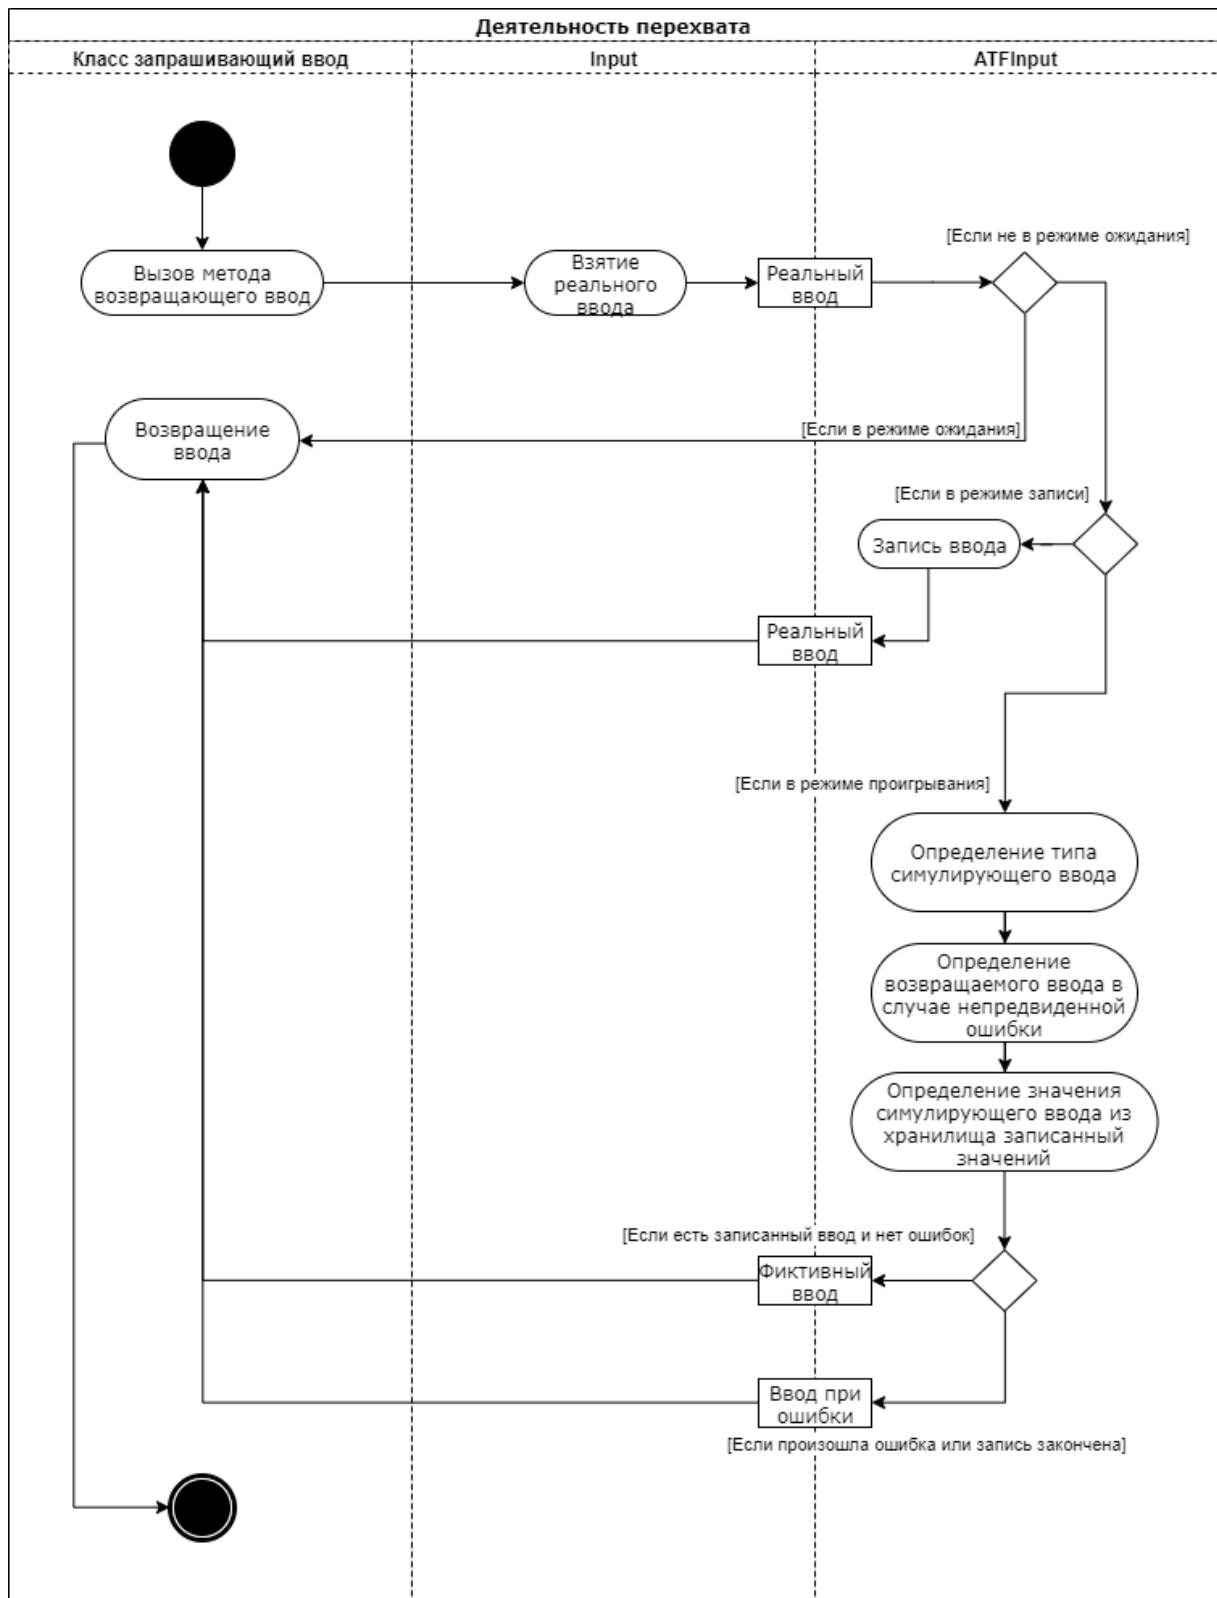 Деятельность перехвата
Класс запрашивающий ввод
Input
ATFInput
[Если не в режиме ожидания]
Вызов метода
возвращающего ввод
Взятие
реального
ввода
Реальный
ввод
Возвращение
ввода
[Если в режиме ожидания]
[Если в режиме записи]
Запись ввода
Реальный
ввод
[Если в режиме проигрывания]
Определение типа
симулирующего ввода
Определение
возвращаемого ввода в
случае непредвиденной
ошибки
Определение значения
симулирующего ввода из
хранилища записанный
значений
[Если есть записанный ввод и нет ошибок]
Фиктивный
ввод
Ввод при
ошибки
[Если произошла ошибка или запись закончена]